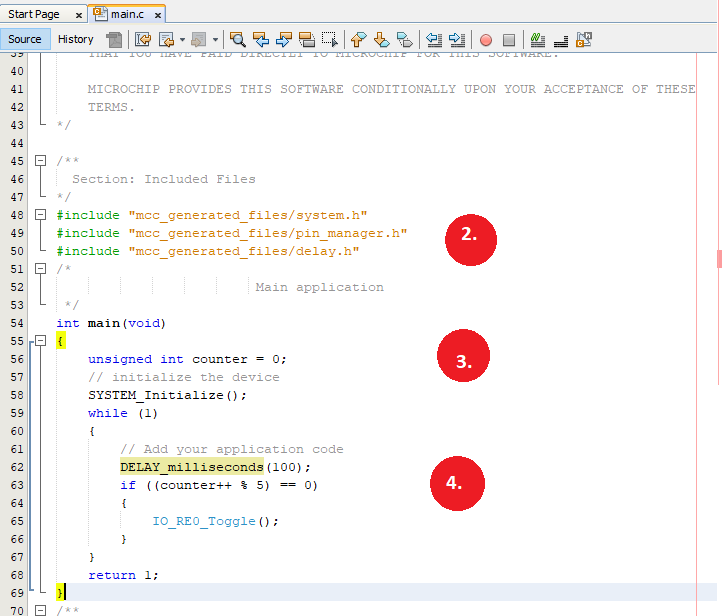 Start Page x main.c x
Source History
39 THAT YOU HAVE PAID DIRECTLY TO MICROCHIP FOR THIS SOFTWARE.
40
41 MICROCHIP PROVIDES THIS SOFTWARE CONDITIONALLY UPON YOUR ACCEPTANCE OF THESE
42 TERMS.
43 */
44
45 /**
46 Section: Included Files
47 */
48 #include "mcc_generated_files/system.h"
49 #include "mcc_generated_files/pin_manager.h"
2.
50 #include "mcc_generated_files/delay.h"
51 /*
52 Main application
53 */
54 int main(void)
55 {
56 unsigned int counter = 0;
3.
57 // initialize the device
58 SYSTEM_Initialize();
59 while (1)
60 {
61 // Add your application code
62 DELAY_milliseconds(100);
63 if ((counter++ % 5) == 0)
4.
64 {
65 IO_RE0_Toggle();
66 }
67 }
68 return 1;
69 }
70 /**